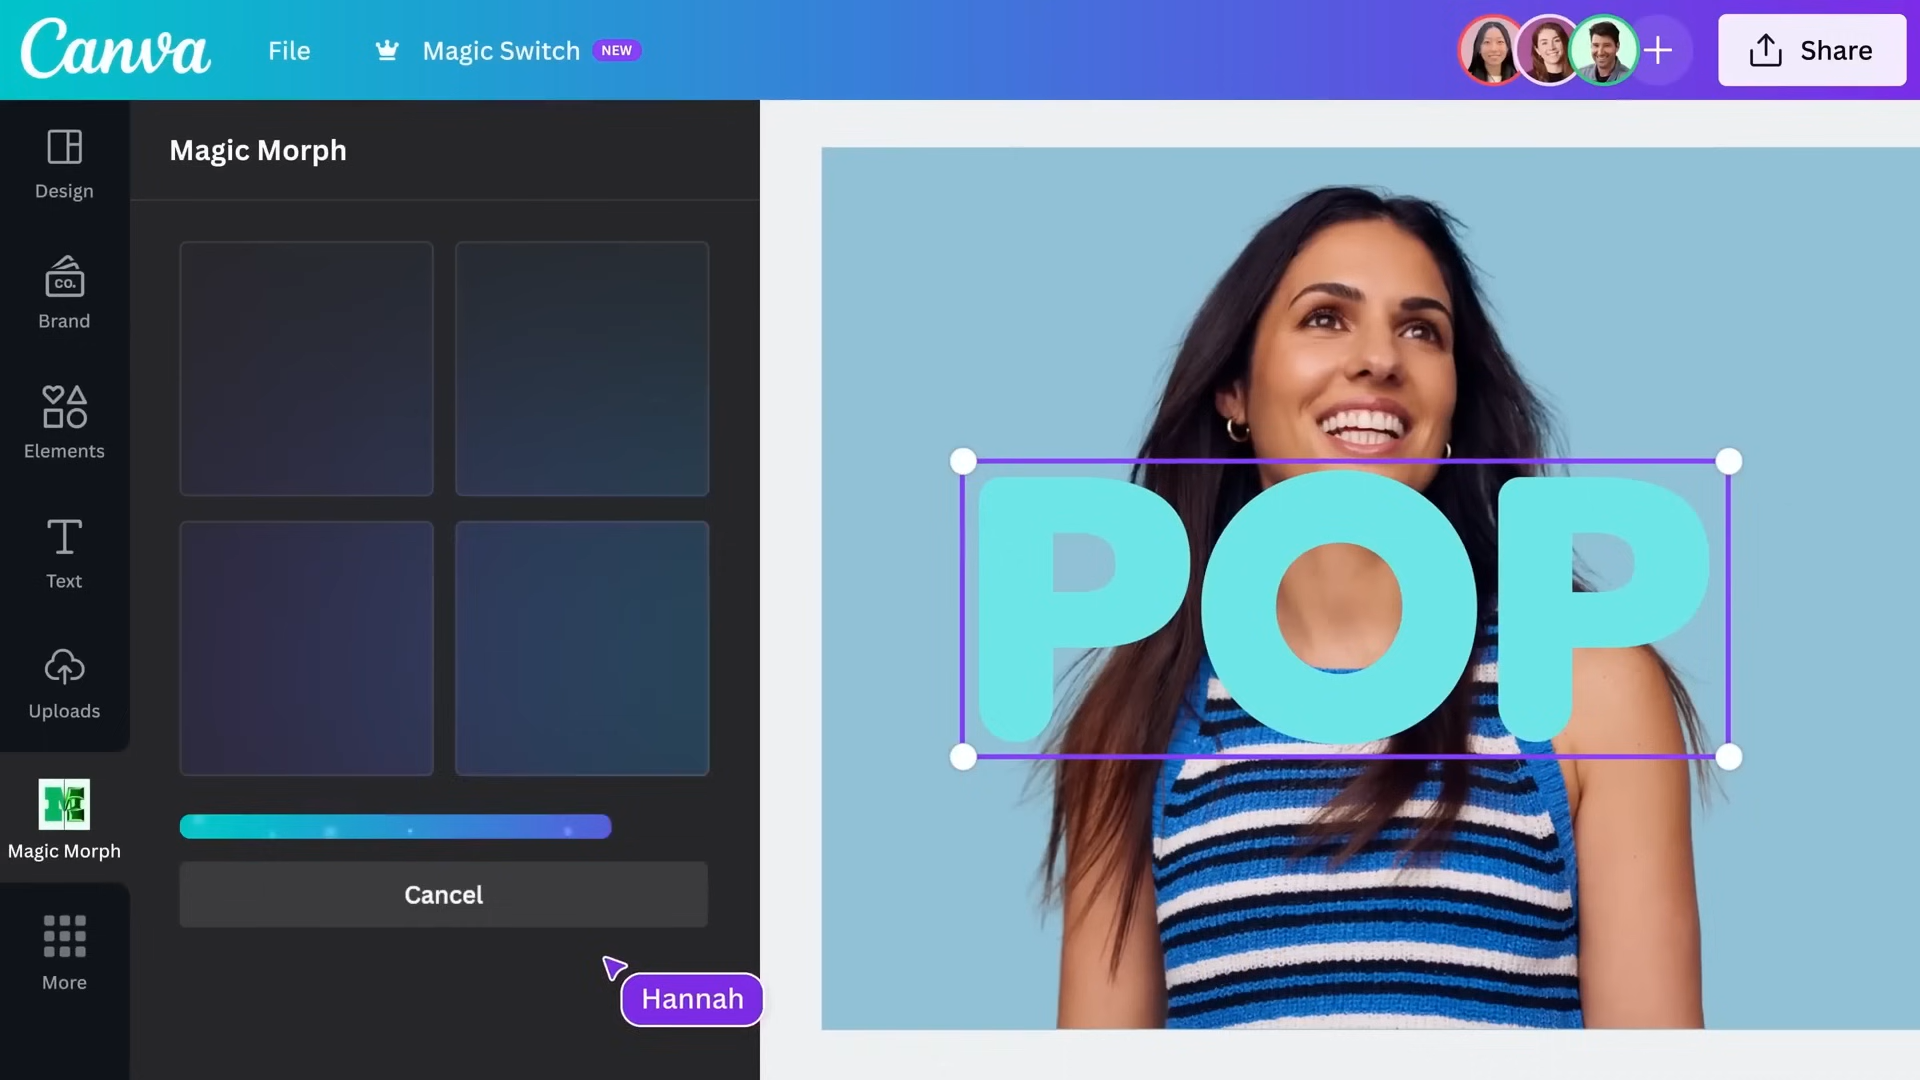 Canva
File
Magic Switch NEW
Share
Magic Morph
Design
CO.
Brand
Elements
Text
Uploads
Magic Morph
More
Cancel
Hannah
POP